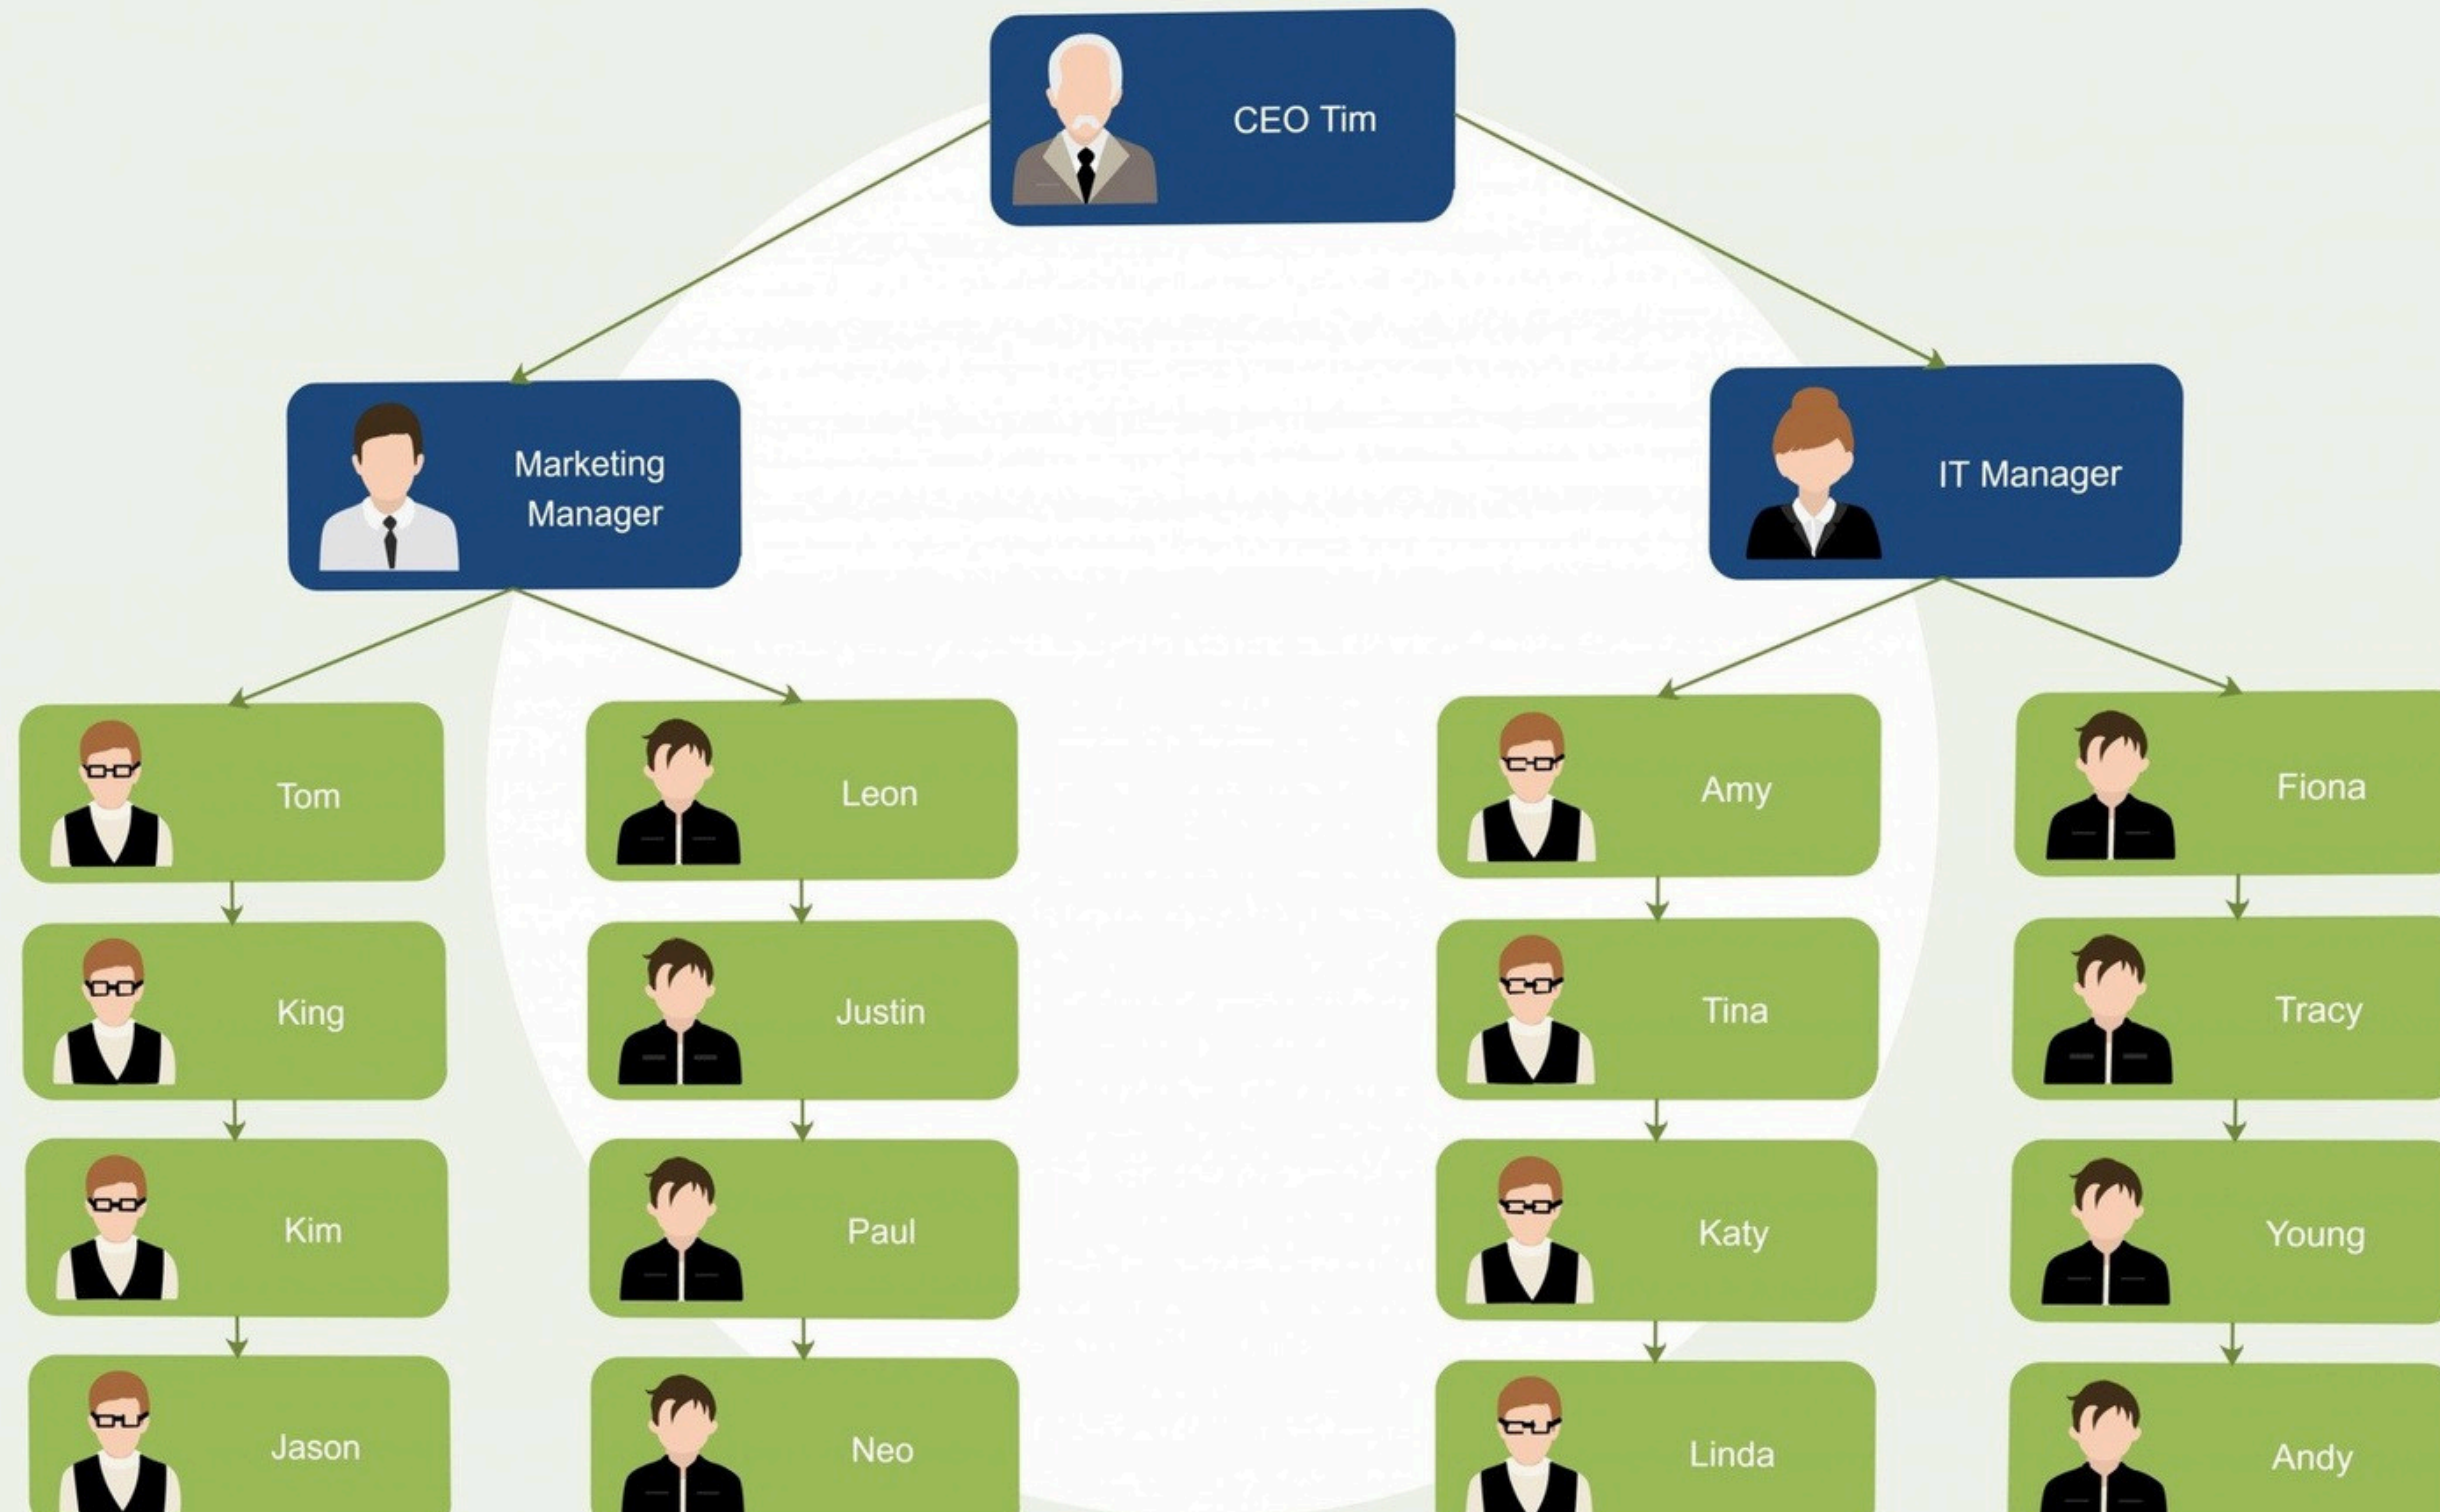 CEO Tim
Marketing
Manager
IT Manager
Tom
Leon
Amy
Fiona
King
Justin
Tina
Tracy
Kim
Paul
Katy
Young
Jason
Neo
Linda
Andy